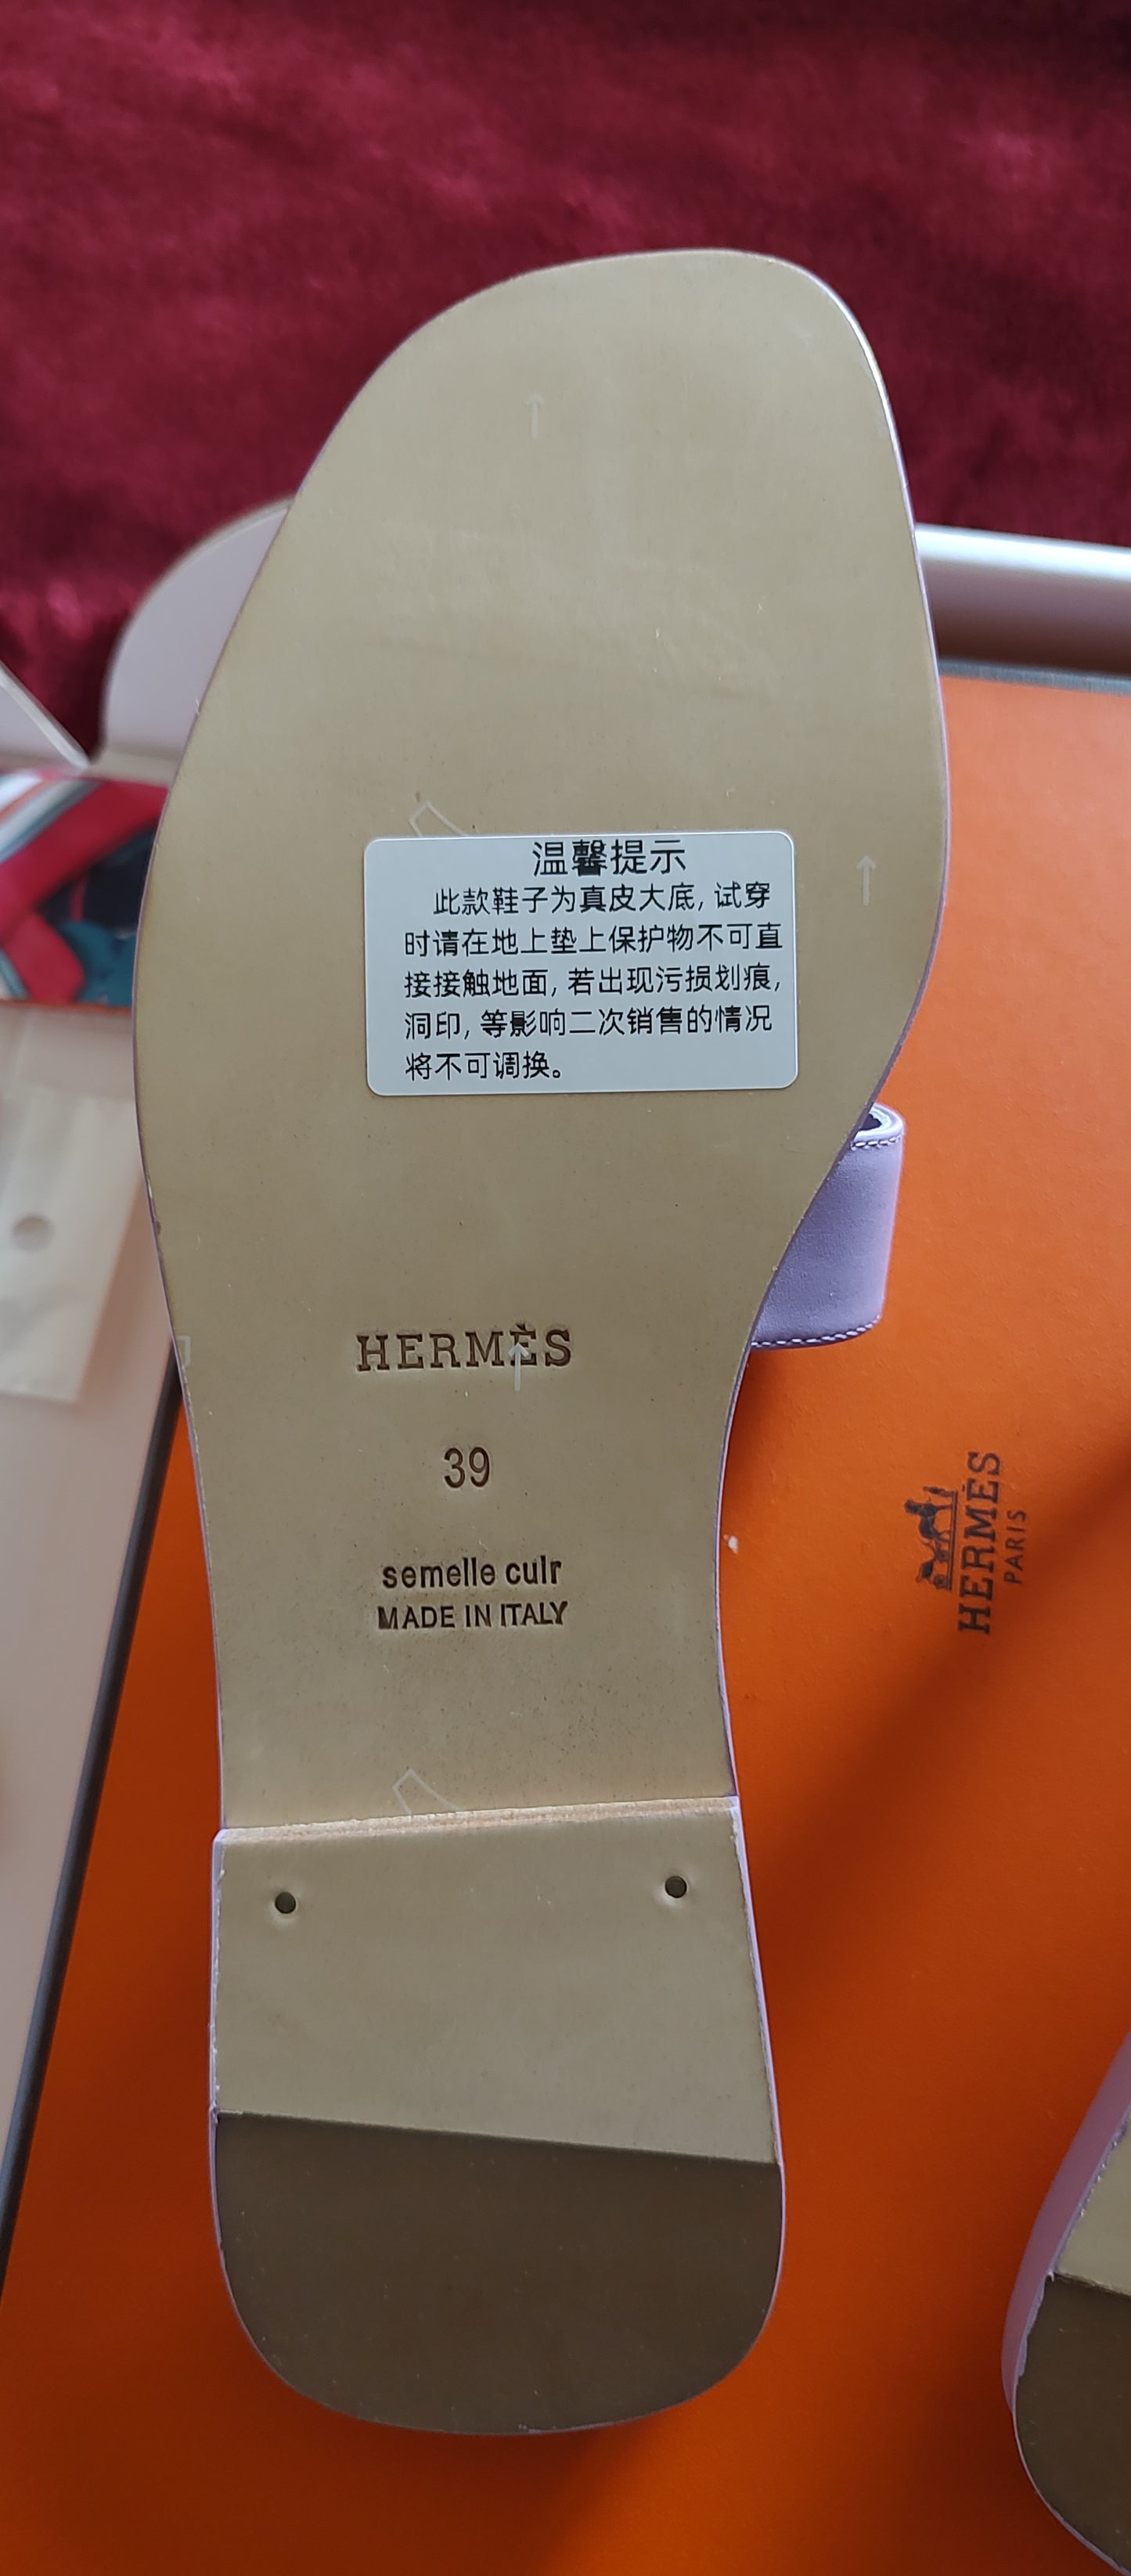 温馨提示
此款鞋子为真皮大底, 试穿
时请在地上垫上保护物不可直
接接触地面, 若出现污损划痕,
洞印, 等影响二次销售的情况
将不可调换。
HERMÈS
39
semelle cuir
MADE IN ITALY
HERMÈS
PARIS